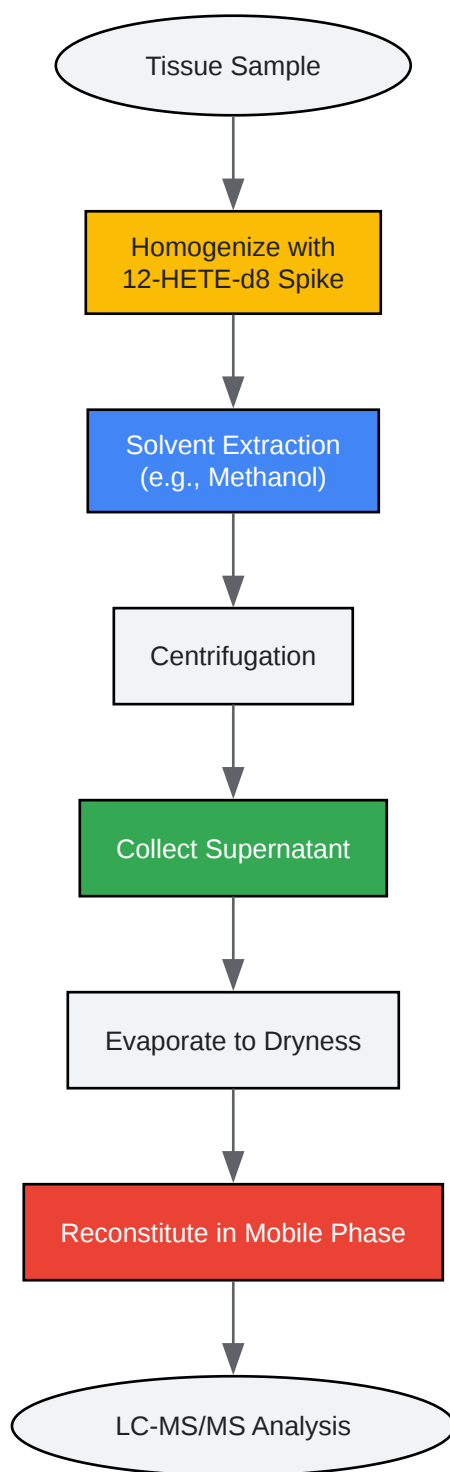 Tissue Sample
Homogenize with
12-HETE-d8 Spike
Solvent Extraction
(e.g., Methanol)
Centrifugation
Collect Supernatant
Evaporate to Dryness
Reconstitute in Mobile Phase
LC-MS/MS Analysis